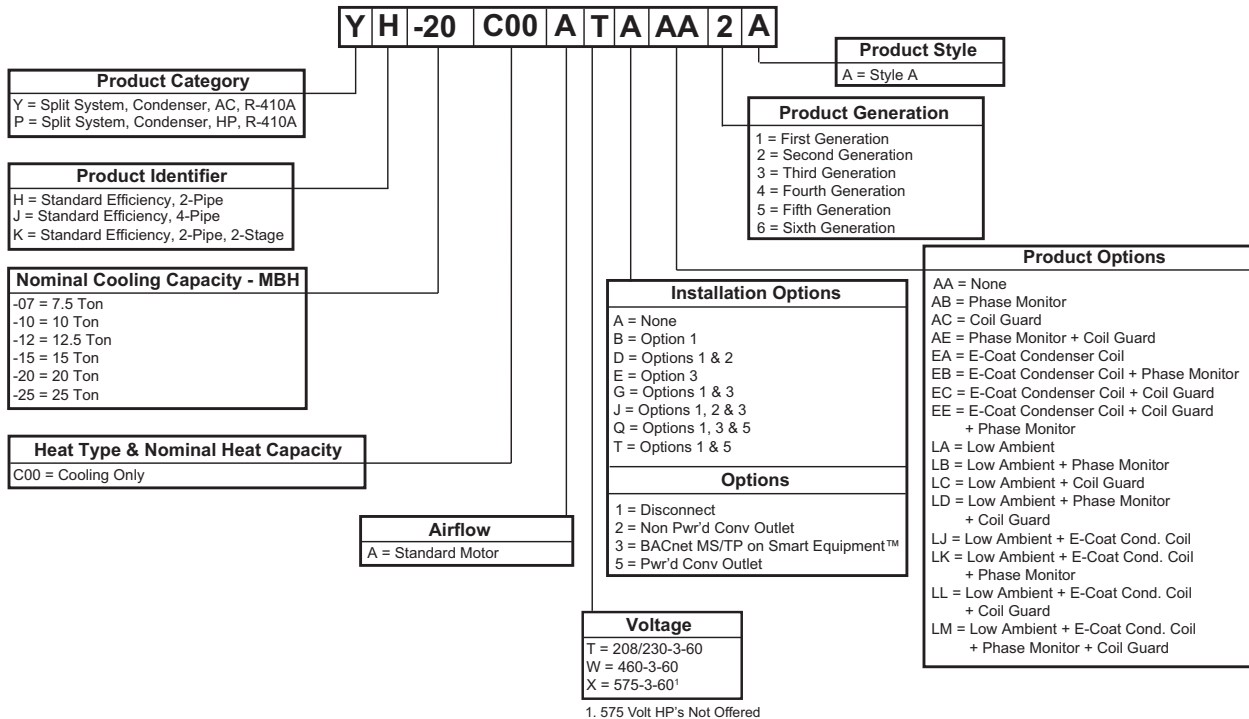 Y H -20 C00 A T A AA 2 A
Product Category
Y = Split System, Condenser, AC, R-410A
P = Split System, Condenser, HP, R-410A
Product Identifier
H = Standard Efficiency, 2-Pipe
J = Standard Efficiency, 4-Pipe
K = Standard Efficiency, 2-Pipe, 2-Stage
Nominal Cooling Capacity - MBH
-07 = 7.5 Ton
-10 = 10 Ton
-12 = 12.5 Ton
-15 = 15 Ton
-20 = 20 Ton
-25 = 25 Ton
Heat Type & Nominal Heat Capacity
C00 = Cooling Only
Airflow
A = Standard Motor
Voltage
T = 208/230-3-60
W = 460-3-60
X = 575-3-60¹
1. 575 Volt HP's Not Offered
Installation Options
A = None
B = Option 1
D = Options 1 & 2
E = Option 3
G = Options 1 & 3
J = Options 1, 2 & 3
Q = Options 1, 3 & 5
T = Options 1 & 5
Options
1 = Disconnect
2 = Non Pwr'd Conv Outlet
3 = BACnet MS/TP on Smart Equipment™
5 = Pwr'd Conv Outlet
Product Options
AA = None
AB = Phase Monitor
AC = Coil Guard
AE = Phase Monitor + Coil Guard
EA = E-Coat Condenser Coil
EB = E-Coat Condenser Coil + Phase Monitor
EC = E-Coat Condenser Coil + Coil Guard
EE = E-Coat Condenser Coil + Coil Guard
+ Phase Monitor
LA = Low Ambient
LB = Low Ambient + Phase Monitor
LC = Low Ambient + Coil Guard
LD = Low Ambient + Phase Monitor
+ Coil Guard
LJ = Low Ambient + E-Coat Cond. Coil
LK = Low Ambient + E-Coat Cond. Coil
+ Phase Monitor
LL = Low Ambient + E-Coat Cond. Coil
+ Coil Guard
LM = Low Ambient + E-Coat Cond. Coil
+ Phase Monitor + Coil Guard
Product Generation
1 = First Generation
2 = Second Generation
3 = Third Generation
4 = Fourth Generation
5 = Fifth Generation
6 = Sixth Generation
Product Style
A = Style A